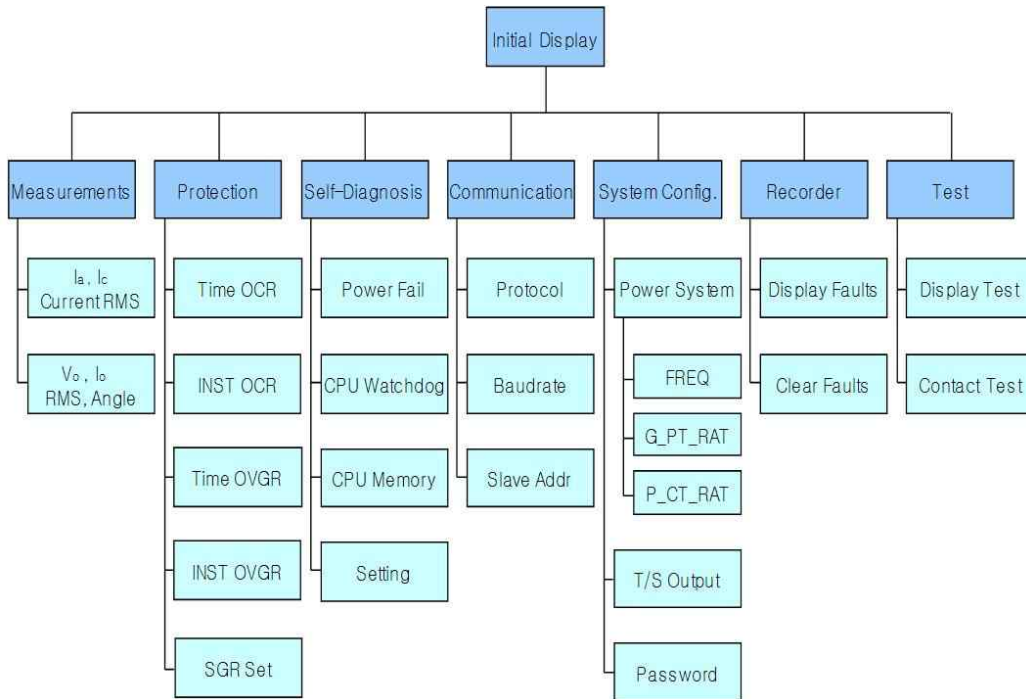 Initial Display
Measurements
Protection
Self-Diagnosis
Communication
System Config.
Recorder
Test
Iₐ, I꜀
Current RMS
Time OCR
Power Fail
Protocol
Power System
Display Faults
Display Test
Vₒ, Iₒ
RMS, Angle
INST OCR
CPU Watchdog
Baudrate
FREQ
Clear Faults
Contact Test
G_PT_RAT
Time OVGR
CPU Memory
Slave Addr
P_CT_RAT
INST OVGR
Setting
T/S Output
SGR Set
Password